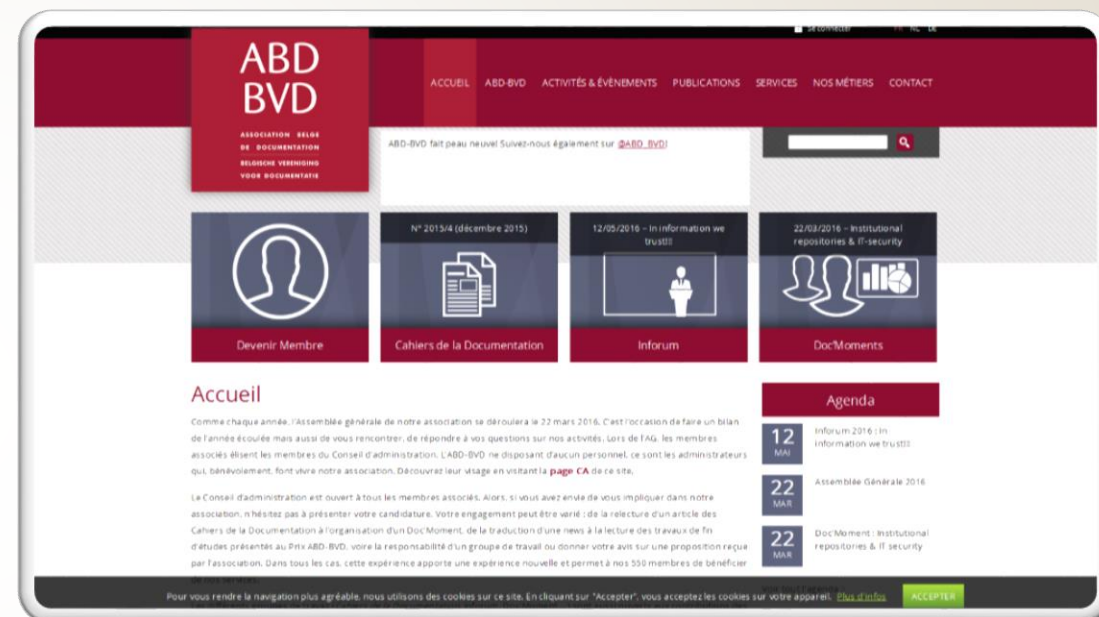 Se connecter FR NL DE
ABD
BVD
ASSOCIATION BELGE
DE DOCUMENTATION
BELGISCHE VERENIGING
VOOR DOCUMENTATIE
ACCUEIL ABD-BVD ACTIVITÉS & ÉVÈNEMENTS PUBLICATIONS SERVICES NOS MÉTIERS CONTACT
ABD-BVD fait peau neuve! Suivez-nous également sur @ABD_BVD!
Devenir Membre
N° 2015/4 (décembre 2015)
Cahiers de la Documentation
12/05/2016 – In information we
trust
Inforum
22/03/2016 – Institutional
repositories & IT-security
Doc'Moments
Accueil
Comme chaque année, l'Assemblée générale de notre association se déroulera le 22 mars 2016. C'est l'occasion de faire un bilan
de l'année écoulée mais aussi de vous rencontrer, de répondre à vos questions sur nos activités. Lors de l'AG, les membres
associés élisent les membres du Conseil d'administration. L'ABD-BVD ne disposant d'aucun personnel, ce sont les administrateurs
qui, bénévolement, font vivre notre association. Découvrez leur visage en visitant la page CA de ce site.
Le Conseil d'administration est ouvert à tous les membres associés. Alors, si vous avez envie de vous impliquer dans notre
association, n'hésitez pas à présenter votre candidature. Votre engagement peut être varié : de la relecture d'un article des
Cahiers de la Documentation à l'organisation d'un Doc'Moment, de la traduction d'une news à la lecture des travaux de fin
d'études présentés au Prix ABD-BVD, voire la responsabilité d'un groupe de travail ou donner votre avis sur une proposition reçue
par l'association. Dans tous les cas, cette expérience apporte une expérience nouvelle et permet à nos 550 membres de bénéficier
de nos services.
Agenda
12
MAI
Inforum 2016 : In
information we trust
22
MAR
Assemblée Générale 2016
22
MAR
Doc'Moment : Institutional
repositories & IT security
Pour vous rendre la navigation plus agréable, nous utilisons des cookies sur ce site. En cliquant sur "Accepter", vous acceptez les cookies sur votre appareil. Plus d'infos ACCEPTER